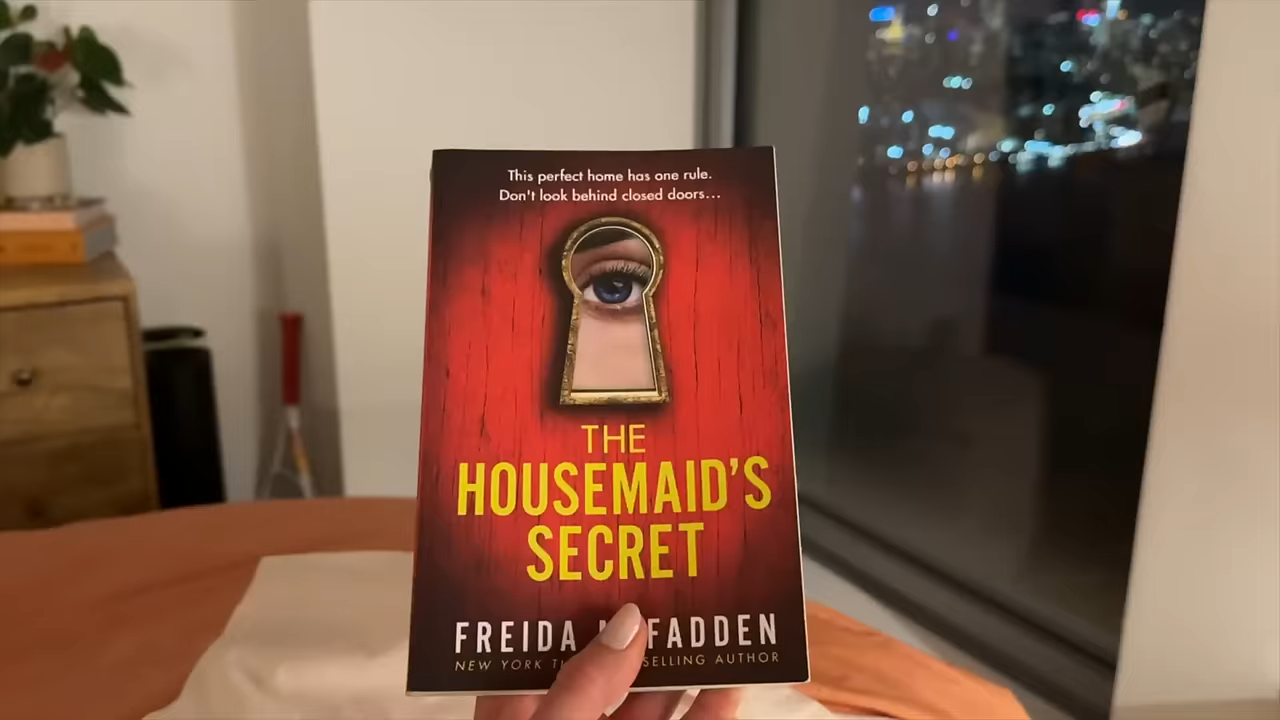 This perfect home has one rule.
Don't look behind closed doors...
THE
HOUSEMAID'S
SECRET
FREIDA FADDEN
NEW YORK SELLING AUTHOR